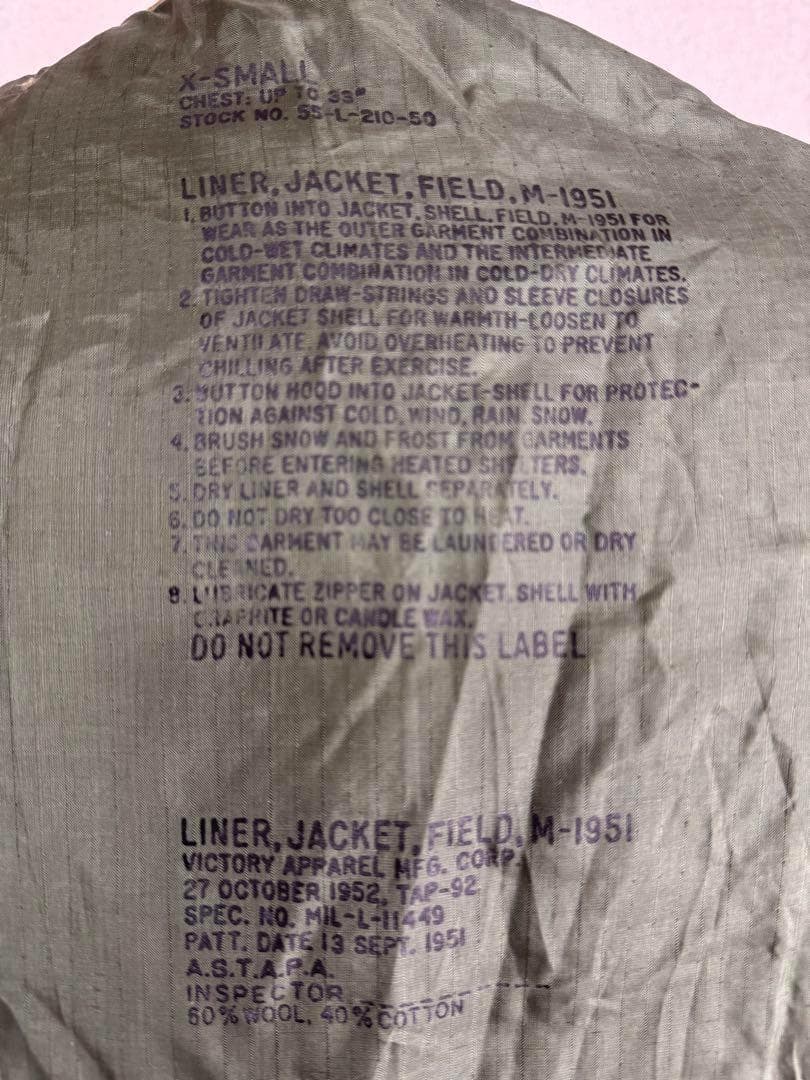 X-SMALL
CHEST: UP TO 33"
STOCK NO. 55-L-210-50
LINER, JACKET, FIELD, M-1951
1. BUTTON INTO JACKET, SHELL, FIELD, M-1951 FOR
WEAR AS THE OUTER GARMENT COMBINATION IN
COLD-WET CLIMATES AND THE INTERMEDIATE
GARMENT COMBINATION IN COLD-DRY CLIMATES.
2. TIGHTEN DRAW-STRINGS AND SLEEVE CLOSURES
OF JACKET SHELL FOR WARMTH-LOOSEN TO
VENTILATE. AVOID OVERHEATING TO PREVENT
CHILLING AFTER EXERCISE.
3. BUTTON HOOD INTO JACKET-SHELL FOR PROTEC-
TION AGAINST COLD, WIND, RAIN, SNOW.
4. BRUSH SNOW AND FROST FROM GARMENTS
BEFORE ENTERING HEATED SHELTERS.
5. DRY LINER AND SHELL SEPARATELY.
6. DO NOT DRY TOO CLOSE TO HEAT.
7. THIS GARMENT MAY BE LAUNDERED OR DRY
CLEANED.
8. LUBRICATE ZIPPER ON JACKET, SHELL WITH
GRAPHITE OR CANDLE WAX.
DO NOT REMOVE THIS LABEL
LINER, JACKET, FIELD, M-1951
VICTORY APPAREL MFG. CORP.
27 OCTOBER 1952, TAP-92
SPEC. NO. MIL-L-11449
PATT. DATE 13 SEPT. 1951
A.S.T.A.P.A.
INSPECTOR
60% WOOL, 40% COTTON